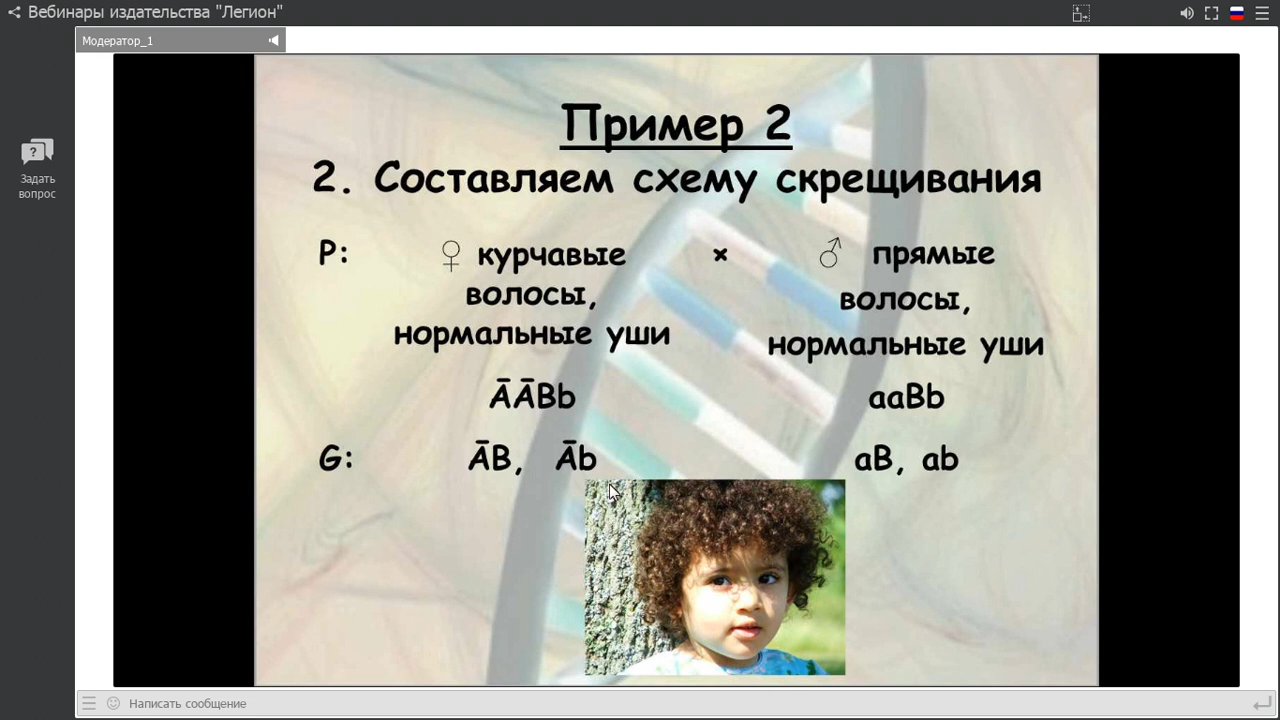 Вебинары издательства "Легион"
Модератор_1
Задать
вопрос
Пример 2
2. Составляем схему скрещивания
P: ♀ курчавые × ♂ прямые
волосы, волосы,
нормальные уши нормальные уши
ĀĀBb aaBb
G: ĀB, Āb aB, ab
Написать сообщение